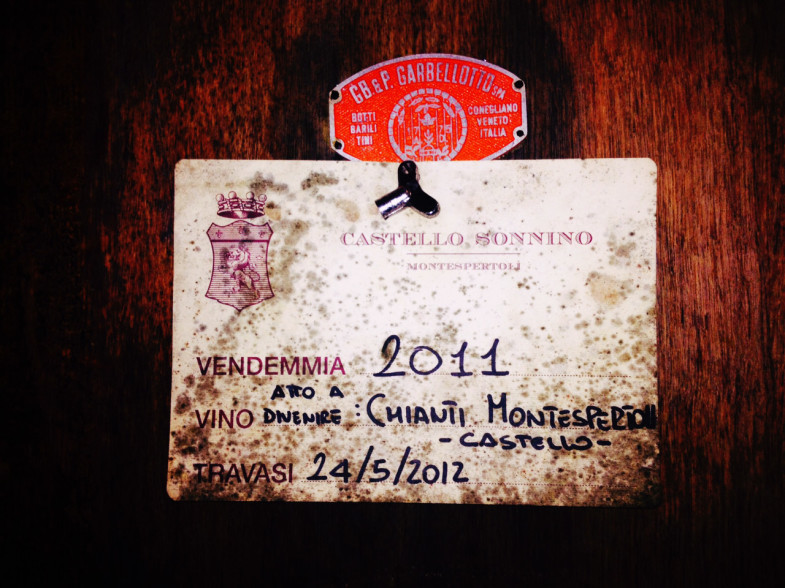 GB.&P. GARBELLOTTO SPA
BOTTI
BARILI
TINI
CONEGLIANO
VENETO
ITALIA
CASTELLO SONNINO
MONTESPERTOLI
VENDEMMIA 2011
ATTO A
VINO DIVENIRE : CHIANTI MONTESPERTOLI
- CASTELLO -
TRAVASI 24/5/2012